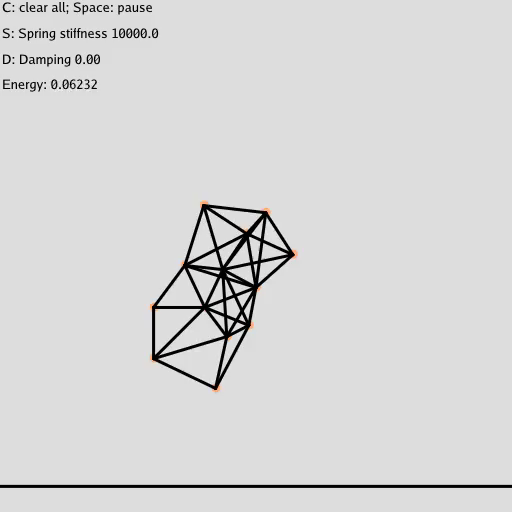 C: clear all; Space: pause
S: Spring stiffness 10000.0
D: Damping 0.00
Energy: 0.06232